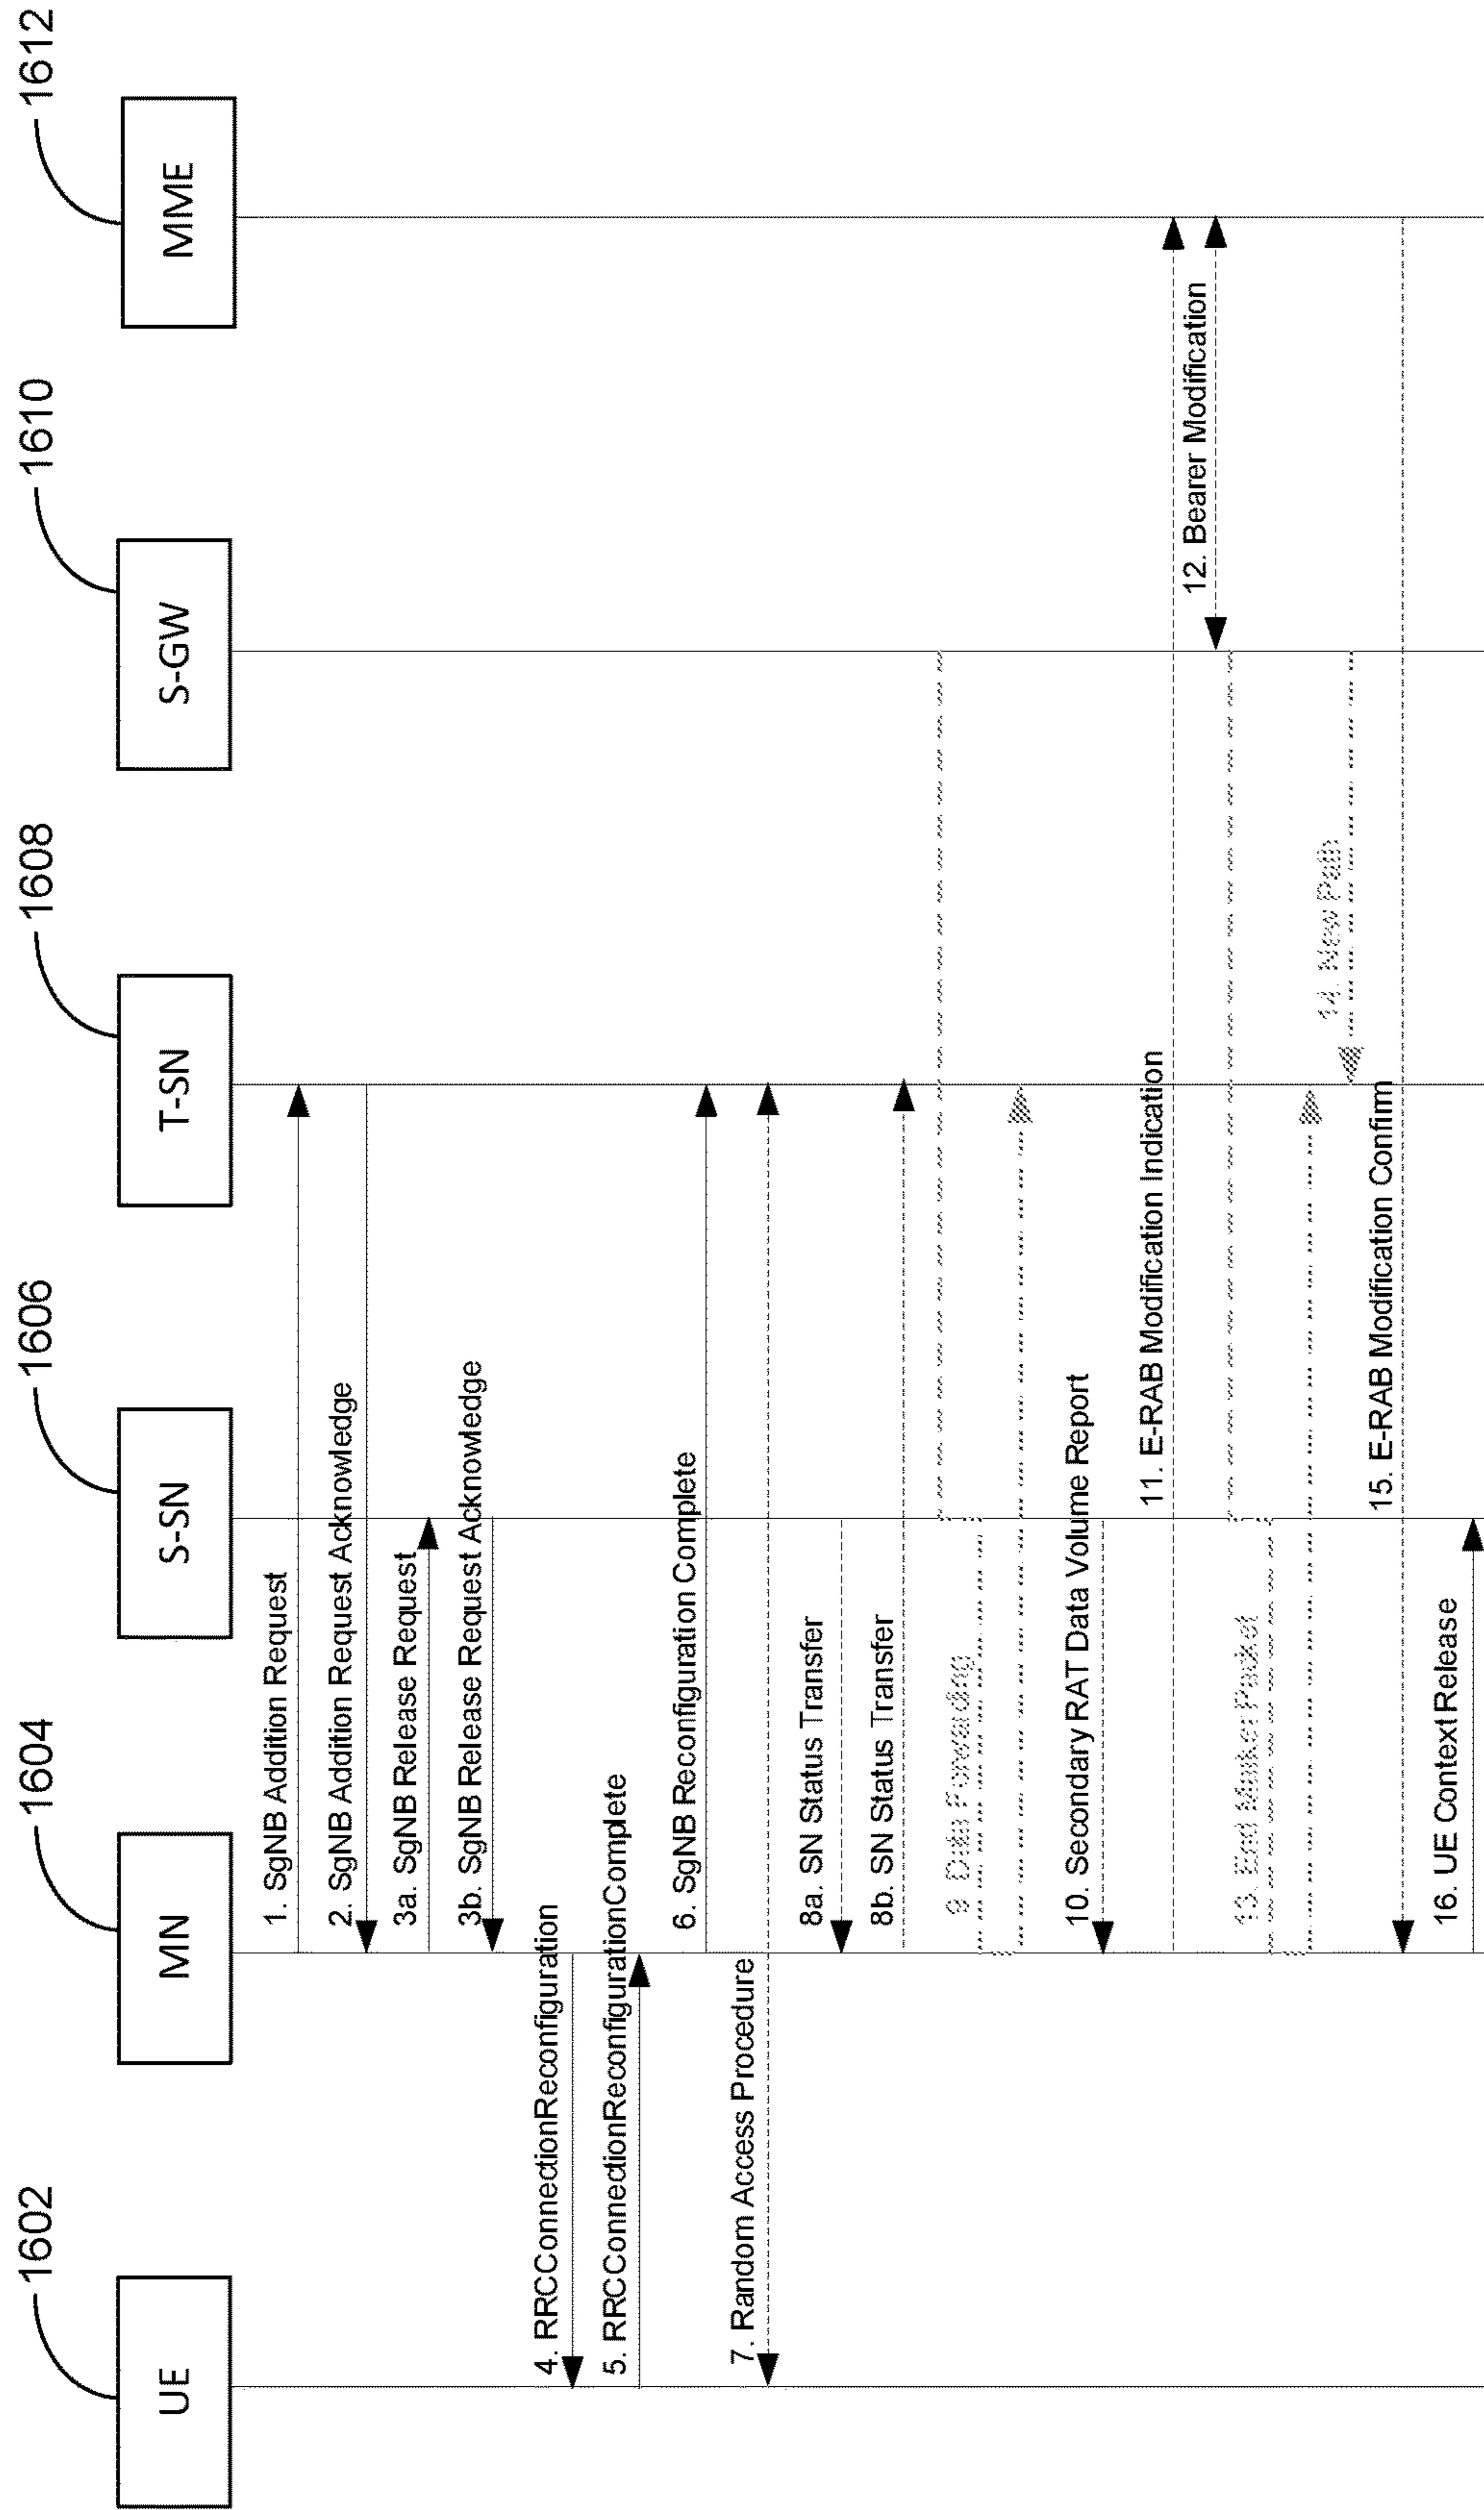 1602
1604
1606
1608
1610
1612
UE
MN
S-SN
T-SN
S-GW
MME
1. SgNB Addition Request
2. SgNB Addition Request Acknowledge
3a. SgNB Release Request
3b. SgNB Release Request Acknowledge
4. RRCConnectionReconfiguration
5. RRCConnectionReconfigurationComplete
6. SgNB Reconfiguration Complete
7. Random Access Procedure
8a. SN Status Transfer
8b. SN Status Transfer
9. Data Forwarding
10. Secondary RAT Data Volume Report
11. E-RAB Modification Indication
12. Bearer Modification
13. End Marker Packet
14. New Path
15. E-RAB Modification Confirm
16. UE Context Release